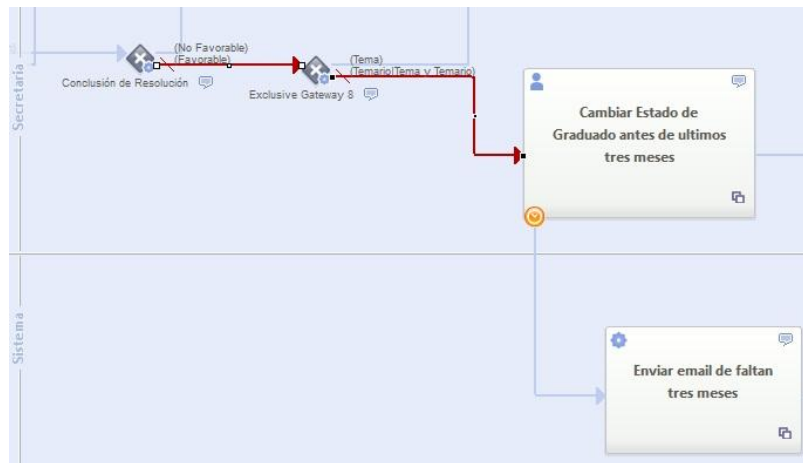 Secretaría
(No Favorable)
(Favorable)
Conclusión de Resolución
(Tema)
(Temario|Tema y Temario)
Exclusive Gateway 8
Cambiar Estado de
Graduado antes de ultimos
tres meses
Sistema
Enviar email de faltan
tres meses